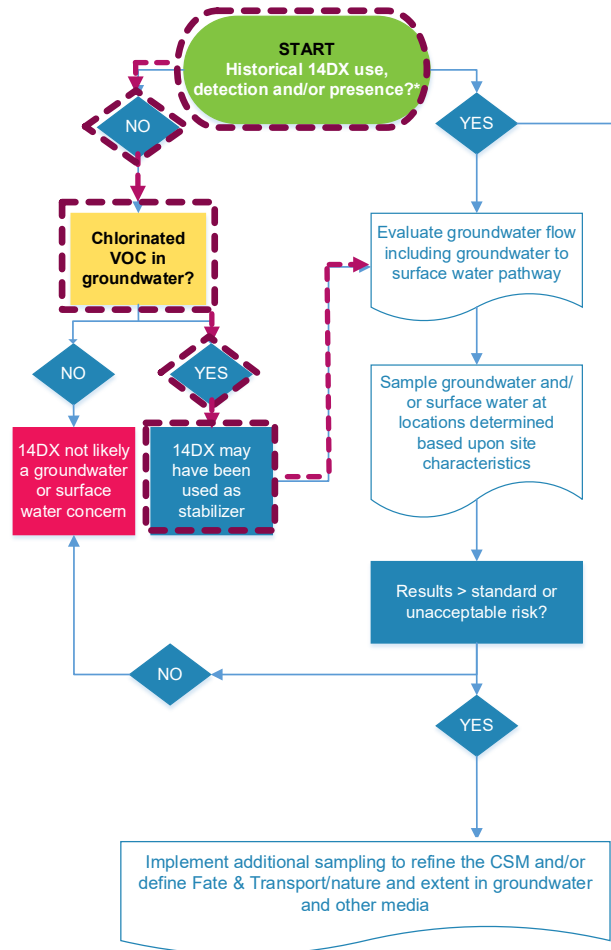 START
Historical 14DX use,
detection and/or presence?*
NO
YES
Chlorinated
VOC in
groundwater?
Evaluate groundwater flow
including groundwater to
surface water pathway
NO
YES
Sample groundwater and/
or surface water at
locations determined
based upon site
characteristics
14DX not likely
a groundwater
or surface
water concern
14DX may
have been
used as
stabilizer
Results > standard or
unacceptable risk?
NO
YES
Implement additional sampling to refine the CSM and/or
define Fate & Transport/nature and extent in groundwater
and other media